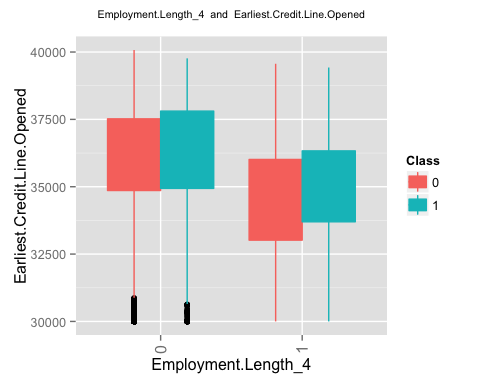 Employment.Length_4 and Earliest.Credit.Line.Opened
Earliest.Credit.Line.Opened
40000
37500
35000
32500
30000
0
1
Employment.Length_4
Class
0
1